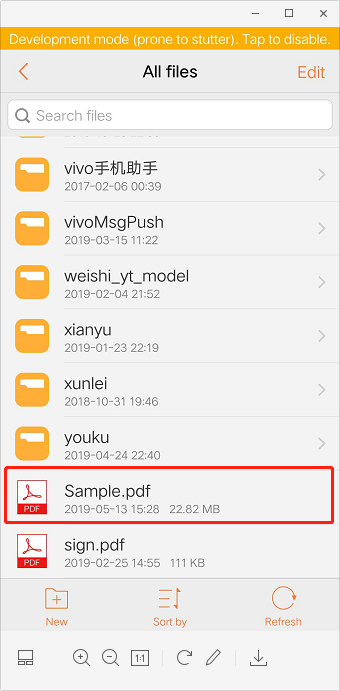 Development mode (prone to stutter). Tap to disable.
All files
Edit
Search files
vivo手机助手
2017-02-06 00:39
vivoMsgPush
2019-03-15 11:22
weishi_yt_model
2019-02-04 21:52
xianyu
2019-01-23 22:19
xunlei
2018-10-31 19:46
youku
2019-04-24 22:40
Sample.pdf
PDF
2019-05-13 15:28 22.82 MB
sign.pdf
PDF
2019-02-25 14:55 111 KB
New
Sort by
Refresh
1:1